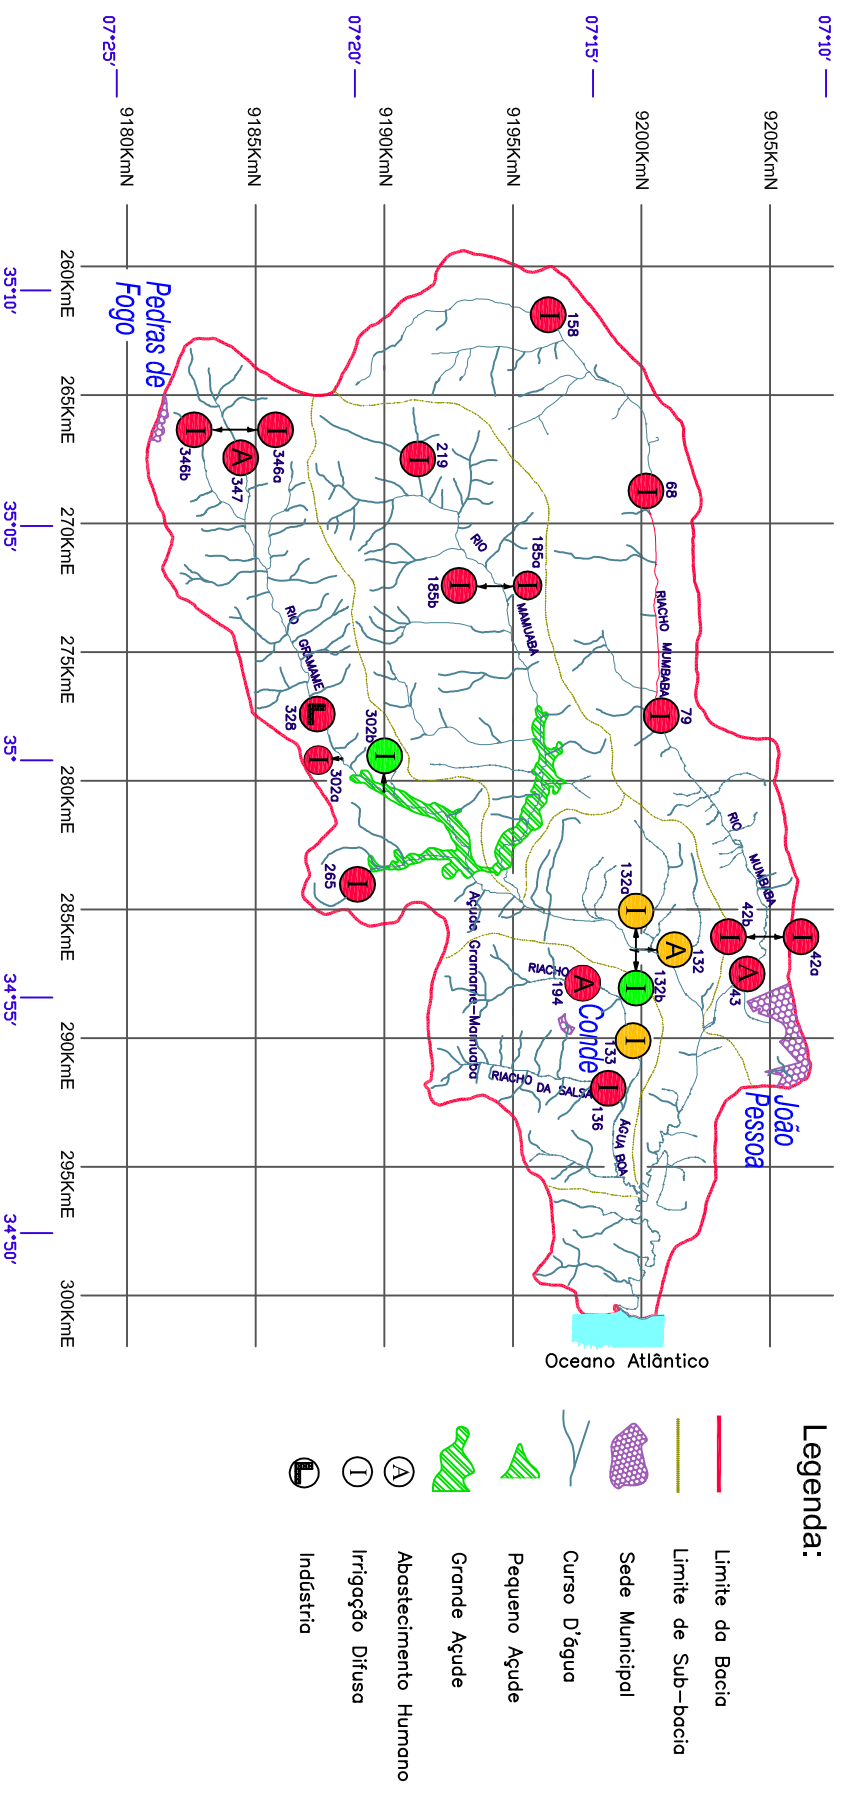 07°10'
07°15'
07°20'
07°25'
9205KmN
9200KmN
9195KmN
9190KmN
9185KmN
9180KmN
260KmE
265KmE
270KmE
275KmE
280KmE
285KmE
290KmE
295KmE
300KmE
35°10'
35°05'
35°
34°55'
34°50'
Pedras de
Fogo
I
158
I
68
RIACHO MUMBABA
I
79
RIO MUMBABA
I
42a
I
42b
A
43
João
Pessoa
I
219
RIO MAMUABA
I
185a
I
185b
I
346a
I
346b
A
347
RIO GRAMAME
328
I
302a
I
302b
I
265
Açude Gramame-Mamuaba
I
132a
A
132
I
132b
I
133
RIACHO
A
194
Conde
RIACHO DA SALSA
I
136
ÁGUA BOA
Oceano Atlântico
Legenda:
Limite da Bacia
Limite de Sub-bacia
Sede Municipal
Curso D'água
Pequeno Açude
Grande Açude
A Abastecimento Humano
I Irrigação Difusa
Indústria